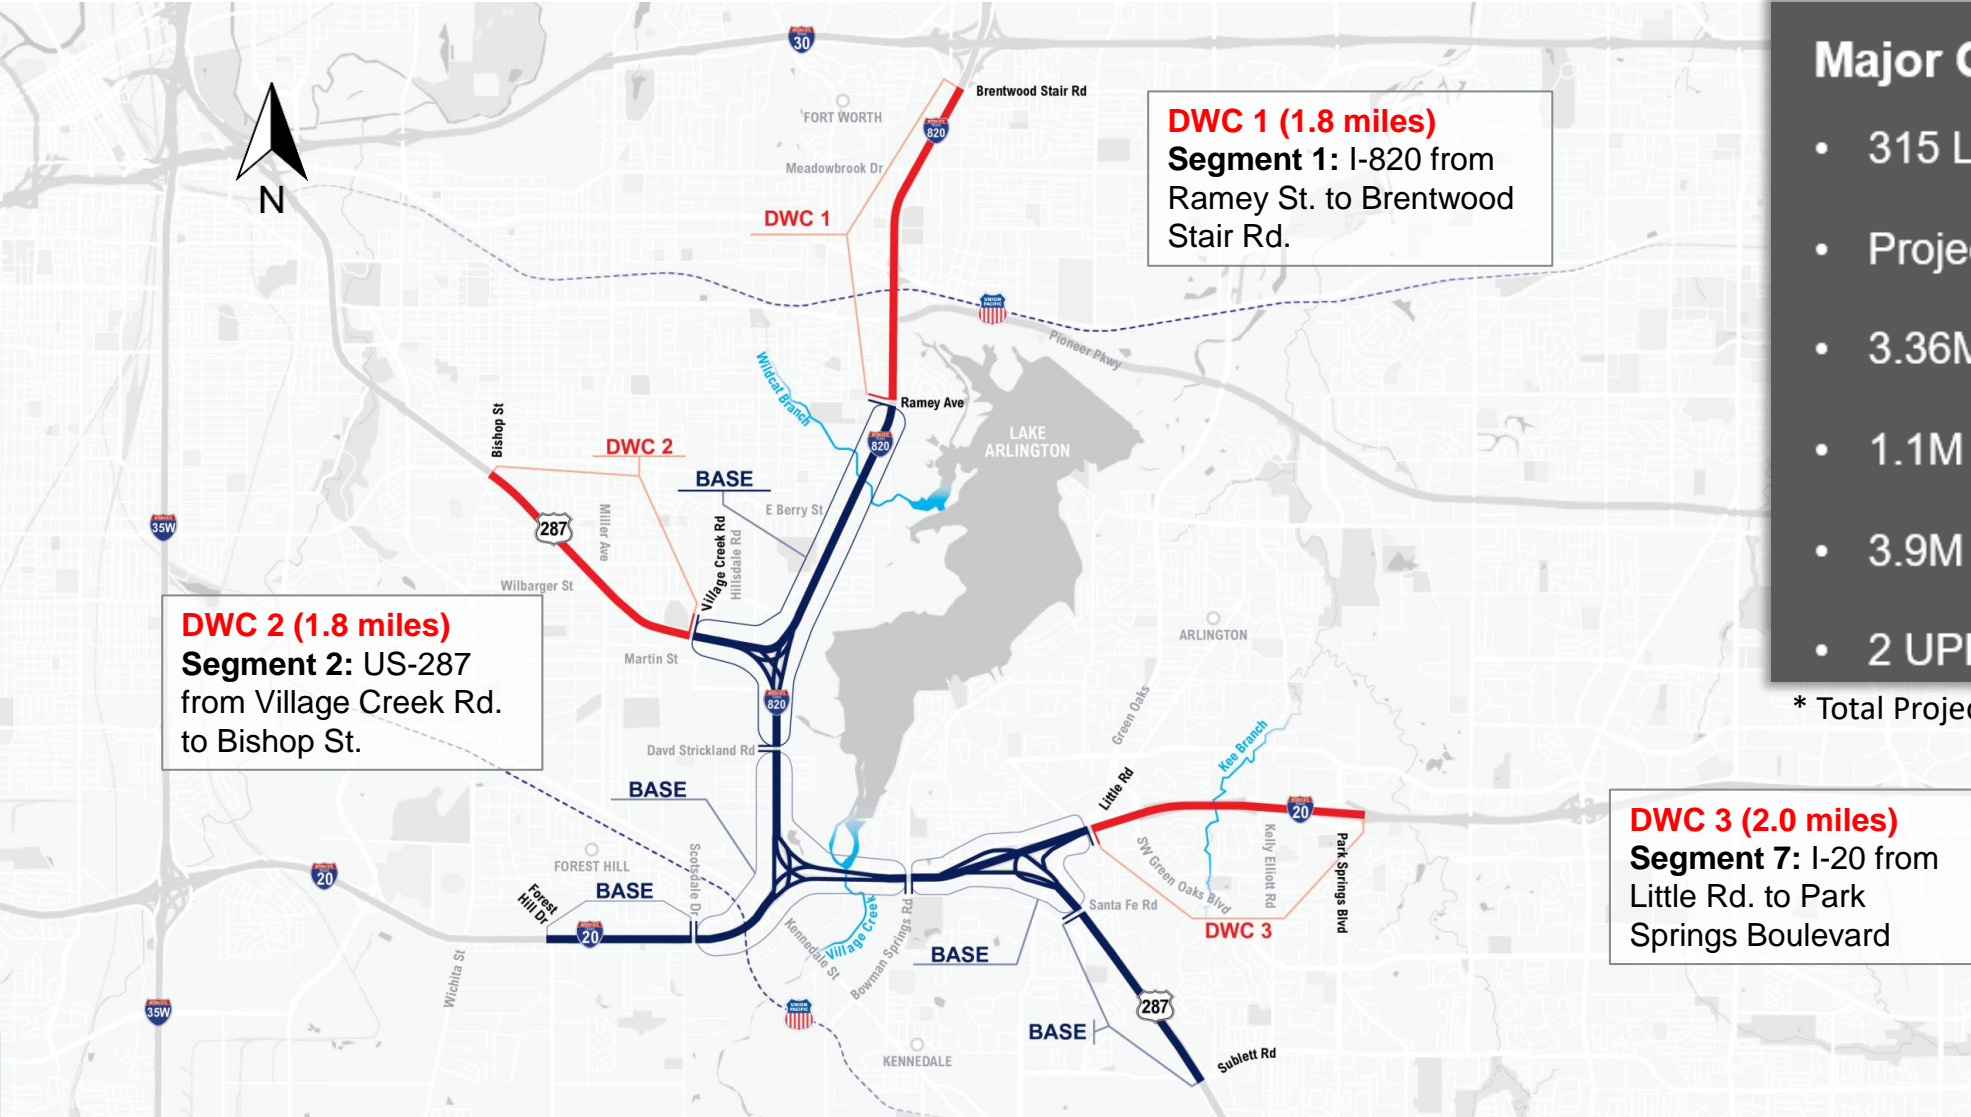 30
Major
• 315 L
• Proje
• 3.36M
• 1.1M
• 3.9M
• 2 UP
* Total Projec
Brentwood Stair Rd
FORT WORTH
820
Meadowbrook Dr
DWC 1
DWC 1 (1.8 miles)
Segment 1: I-820 from
Ramey St. to Brentwood
Stair Rd.
N
UNION
PACIFIC
Pioneer Pkwy
Wildcat Branch
Ramey Ave
LAKE
ARLINGTON
820
Bishop St
DWC 2
BASE
E Berry St
Miller Ave
287
35W
Village Creek Rd
Hillsdale Rd
Wilbarger St
DWC 2 (1.8 miles)
Segment 2: US-287
from Village Creek Rd.
to Bishop St.
Martin St
ARLINGTON
820
Davd Strickland Rd
Green Oaks
Kee Branch
BASE
Little Rd
20
DWC 3 (2.0 miles)
Segment 7: I-20 from
Little Rd. to Park
Springs Boulevard
SW Green Oaks Blvd
Kelly Elliott Rd
Park Springs Blvd
DWC 3
FOREST HILL
20
BASE
Scotsdale Dr
Forest
Hill Dr
20
Wichita St
Kennedale St
Village Creek
Bowman Springs Rd
Santa Fe Rd
BASE
35W
UNION
PACIFIC
287
BASE
KENNEDALE
Sublett Rd